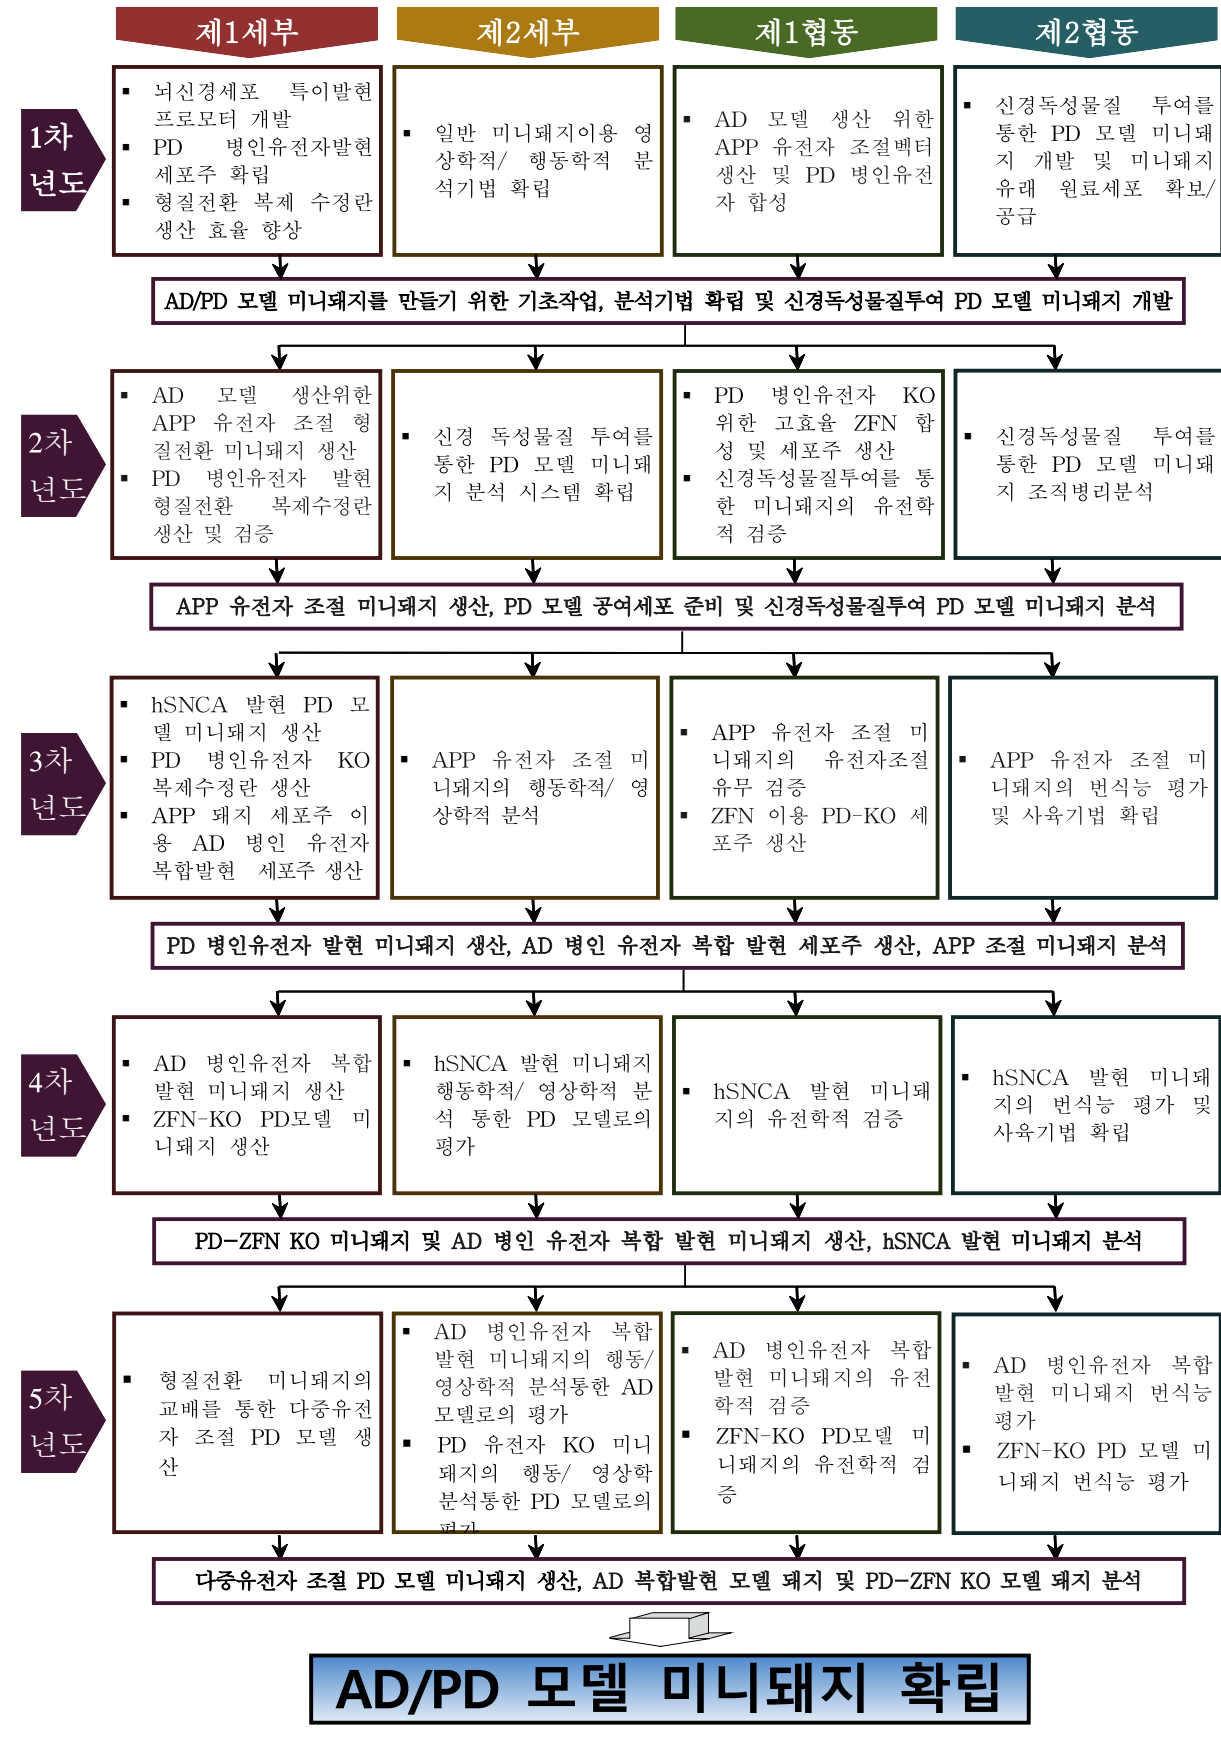 제1세부
제2세부
제1협동
제2협동
1차
년도
▪ 뇌신경세포 특이발현
프로모터 개발
▪ PD 병인유전자발현
세포주 확립
▪ 형질전환 복제 수정란
생산 효율 향상
▪ 일반 미니돼지이용 영
상학적/ 행동학적 분
석기법 확립
▪ AD 모델 생산 위한
APP 유전자 조절벡터
생산 및 PD 병인유전
자 합성
▪ 신경독성물질 투여를
통한 PD 모델 미니돼
지 개발 및 미니돼지
유래 원료세포 확보/
공급
AD/PD 모델 미니돼지를 만들기 위한 기초작업, 분석기법 확립 및 신경독성물질투여 PD 모델 미니돼지 개발
2차
년도
▪ AD 모델 생산위한
APP 유전자 조절 형
질전환 미니돼지 생산
▪ PD 병인유전자 발현
형질전환 복제수정란
생산 및 검증
▪ 신경 독성물질 투여를
통한 PD 모델 미니돼
지 분석 시스템 확립
▪ PD 병인유전자 KO
위한 고효율 ZFN 합
성 및 세포주 생산
▪ 신경독성물질투여를 통
한 미니돼지의 유전학
적 검증
▪ 신경독성물질 투여를
통한 PD 모델 미니돼
지 조직병리분석
APP 유전자 조절 미니돼지 생산, PD 모델 공여세포 준비 및 신경독성물질투여 PD 모델 미니돼지 분석
3차
년도
▪ hSNCA 발현 PD 모
델 미니돼지 생산
▪ PD 병인유전자 KO
복제수정란 생산
▪ APP 돼지 세포주 이
용 AD 병인 유전자
복합발현 세포주 생산
▪ APP 유전자 조절 미
니돼지의 행동학적/ 영
상학적 분석
▪ APP 유전자 조절 미
니돼지의 유전자조절
유무 검증
▪ ZFN 이용 PD-KO 세
포주 생산
▪ APP 유전자 조절 미
니돼지의 번식능 평가
및 사육기법 확립
PD 병인유전자 발현 미니돼지 생산, AD 병인 유전자 복합 발현 세포주 생산, APP 조절 미니돼지 분석
4차
년도
▪ AD 병인유전자 복합
발현 미니돼지 생산
▪ ZFN-KO PD모델 미
니돼지 생산
▪ hSNCA 발현 미니돼지
행동학적/ 영상학적 분
석 통한 PD 모델로의
평가
▪ hSNCA 발현 미니돼
지의 유전학적 검증
▪ hSNCA 발현 미니돼
지의 번식능 평가 및
사육기법 확립
PD-ZFN KO 미니돼지 및 AD 병인 유전자 복합 발현 미니돼지 생산, hSNCA 발현 미니돼지 분석
5차
년도
▪ 형질전환 미니돼지의
교배를 통한 다중유전
자 조절 PD 모델 생
산
▪ AD 병인유전자 복합
발현 미니돼지의 행동/
영상학적 분석통한 AD
모델로의 평가
▪ PD 유전자 KO 미니
돼지의 행동/ 영상학
분석통한 PD 모델로의
평가
▪ AD 병인유전자 복합
발현 미니돼지의 유전
학적 검증
▪ ZFN-KO PD모델 미
니돼지의 유전학적 검
증
▪ AD 병인유전자 복합
발현 미니돼지 번식능
평가
▪ ZFN-KO PD 모델 미
니돼지 번식능 평가
다중유전자 조절 PD 모델 미니돼지 생산, AD 복합발현 모델 돼지 및 PD-ZFN KO 모델 돼지 분석
AD/PD 모델 미니돼지 확립